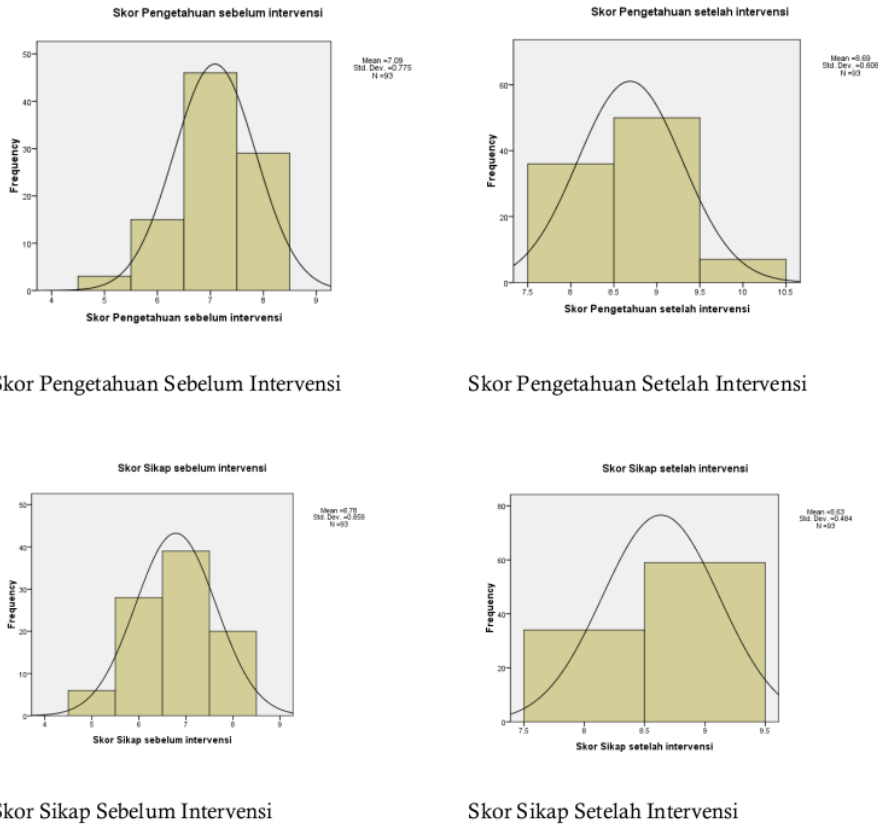 Skor Pengetahuan sebelum intervensi
Mean =7.09
Std. Dev. =0.775
N =93
Frequency
50
40
30
20
10
0
4 5 6 7 8 9
Skor Pengetahuan sebelum intervensi
Skor Pengetahuan setelah intervensi
Mean =8.69
Std. Dev. =0.608
N =93
Frequency
60
40
20
0
7.5 8 8.5 9 9.5 10 10.5
Skor Pengetahuan setelah intervensi
Skor Pengetahuan Sebelum Intervensi
Skor Pengetahuan Setelah Intervensi
Skor Sikap sebelum intervensi
Mean =6.78
Std. Dev. =0.858
N =93
Frequency
50
40
30
20
10
0
4 5 6 7 8 9
Skor Sikap sebelum intervensi
Skor Sikap setelah intervensi
Mean =8.63
Std. Dev. =0.484
N =93
Frequency
80
60
40
20
0
7.5 8 8.5 9 9.5
Skor Sikap setelah intervensi
Skor Sikap Sebelum Intervensi
Skor Sikap Setelah Intervensi